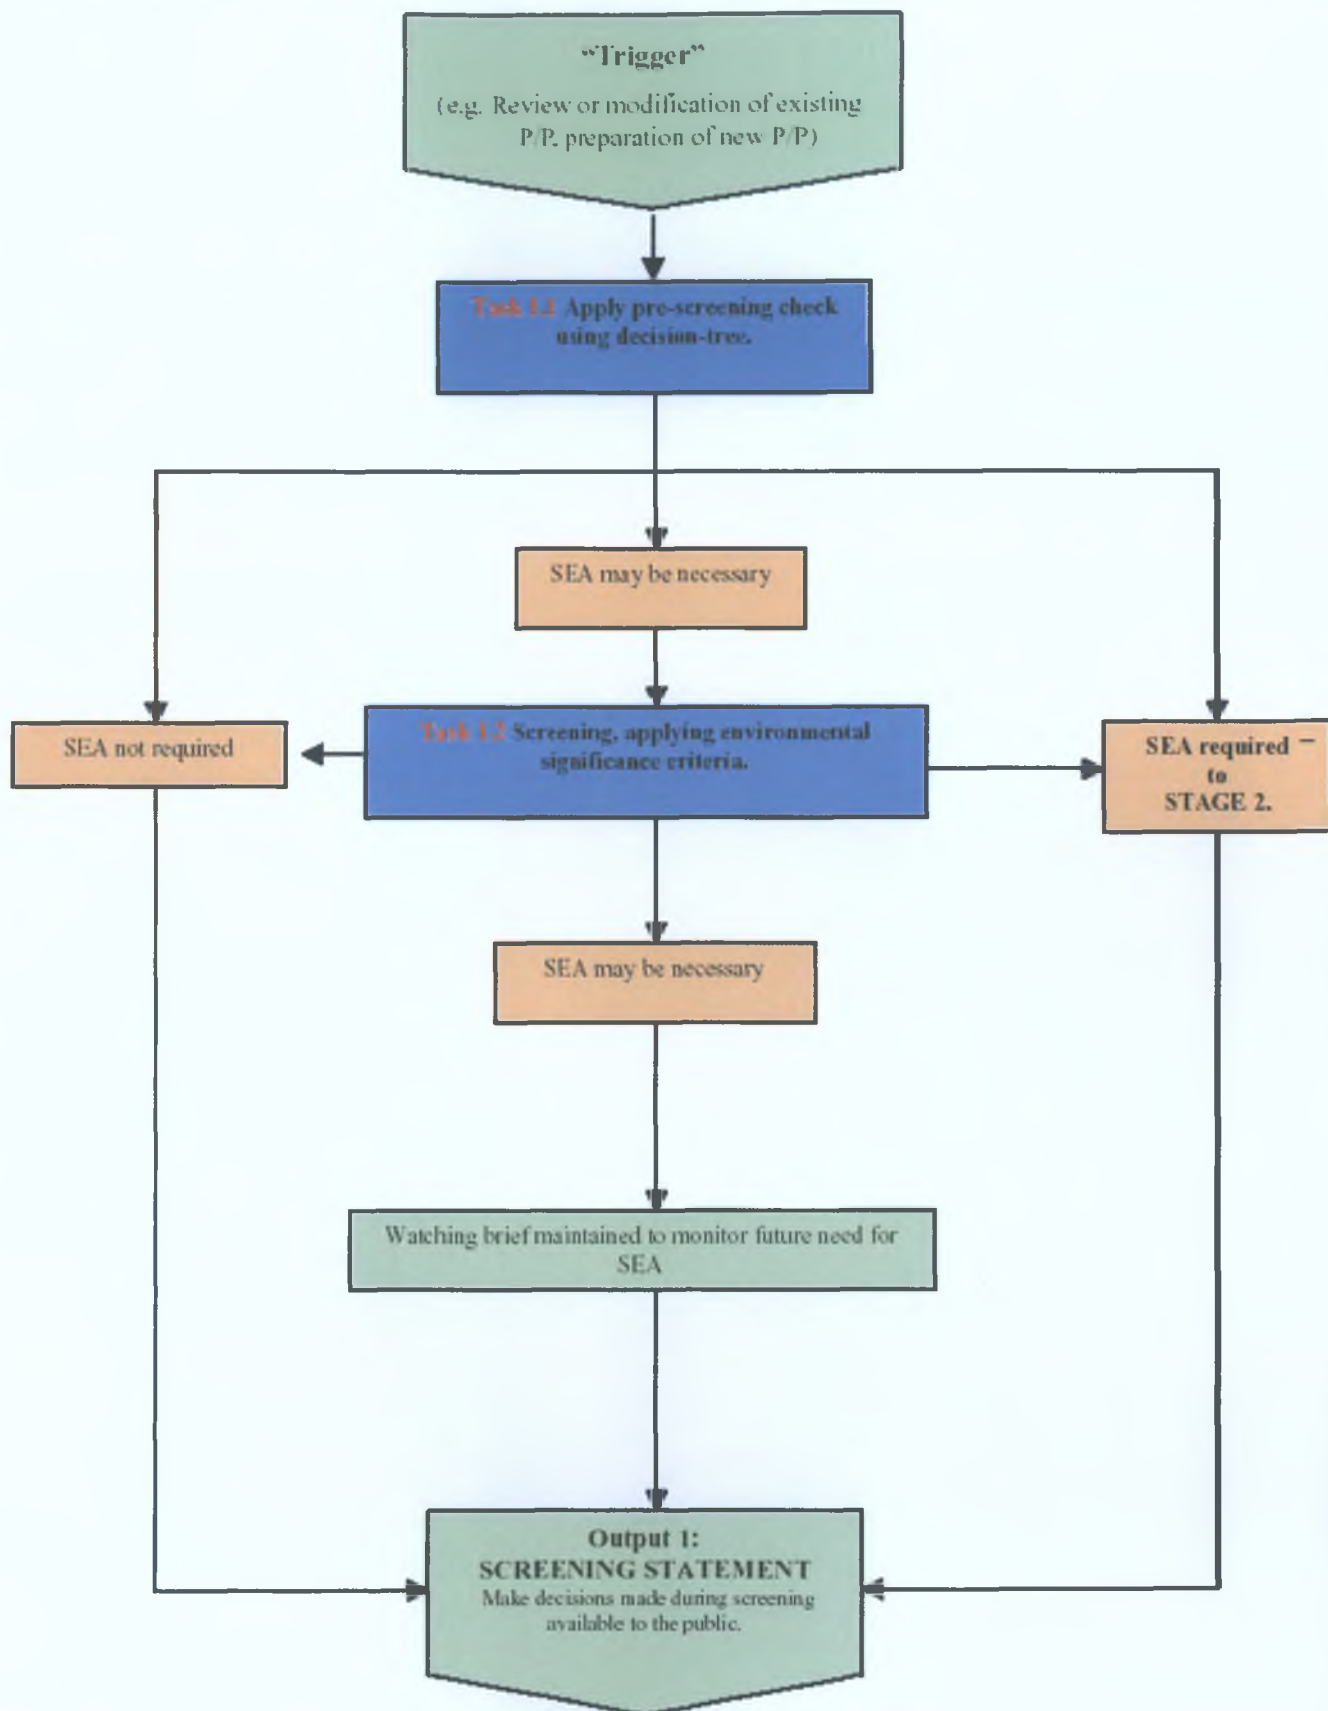 “Trigger”
(e.g. Review or modification of existing
P/P, preparation of new P/P)
Task 1.1 Apply pre-screening check
using decision-tree.
SEA may be necessary
SEA not required
Task 1.2 Screening, applying environmental
significance criteria.
SEA required –
to
STAGE 2.
SEA may be necessary
Watching brief maintained to monitor future need for
SEA
Output 1:
SCREENING STATEMENT
Make decisions made during screening
available to the public.